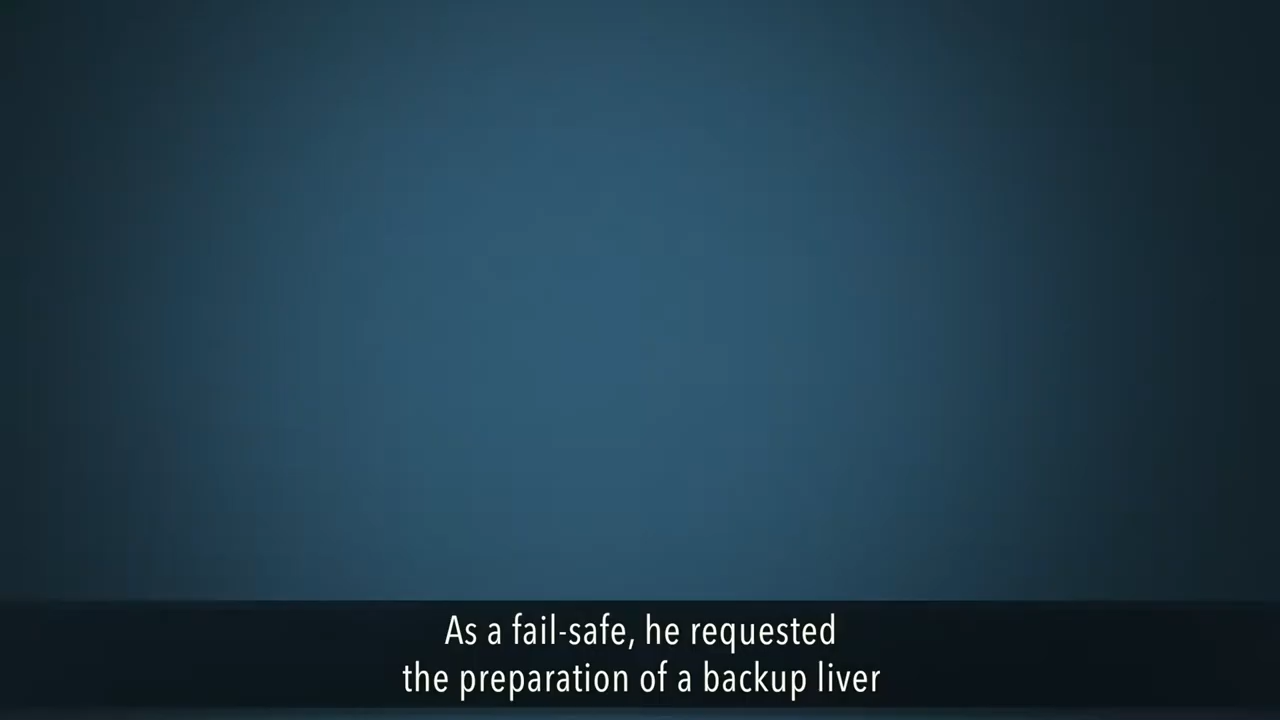 As a fail-safe, he requested
the preparation of a backup liver